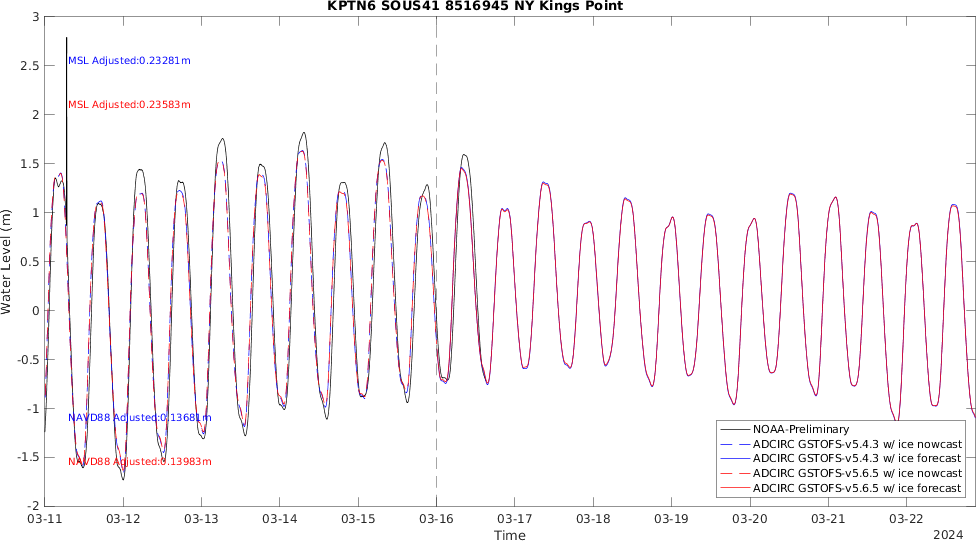 KPTN6 SOUS41 8516945 NY Kings Point
Water Level (m)
3
2.5
2
1.5
1
0.5
0
-0.5
-1
-1.5
-2
MSL Adjusted:0.23281m
MSL Adjusted:0.23583m
NAVD88 Adjusted:0.13681m
NAVD88 Adjusted:0.13983m
NOAA-Preliminary
ADCIRC GSTOFS-v5.4.3 w/ ice nowcast
ADCIRC GSTOFS-v5.4.3 w/ ice forecast
ADCIRC GSTOFS-v5.6.5 w/ ice nowcast
ADCIRC GSTOFS-v5.6.5 w/ ice forecast
03-11 03-12 03-13 03-14 03-15 03-16 03-17 03-18 03-19 03-20 03-21 03-22
Time
2024